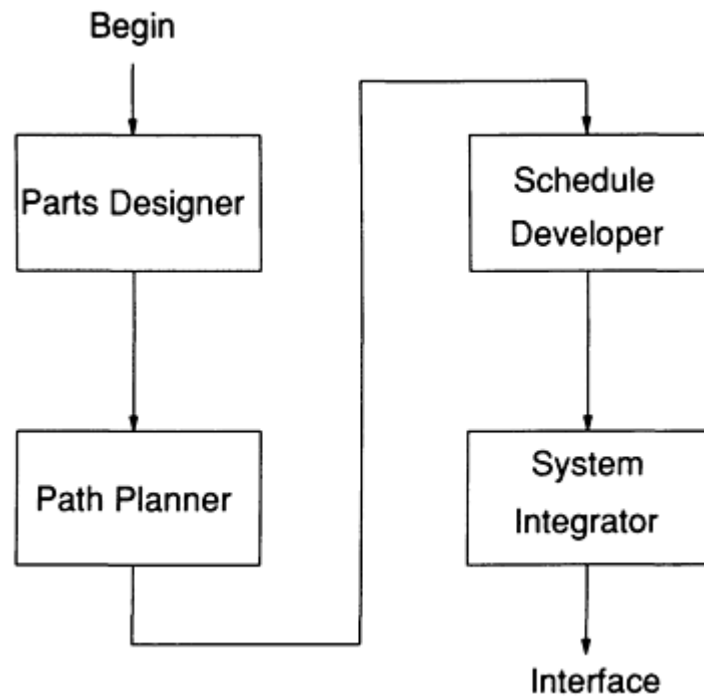 Begin
Parts Designer
Path Planner
Schedule
Developer
System
Integrator
Interface